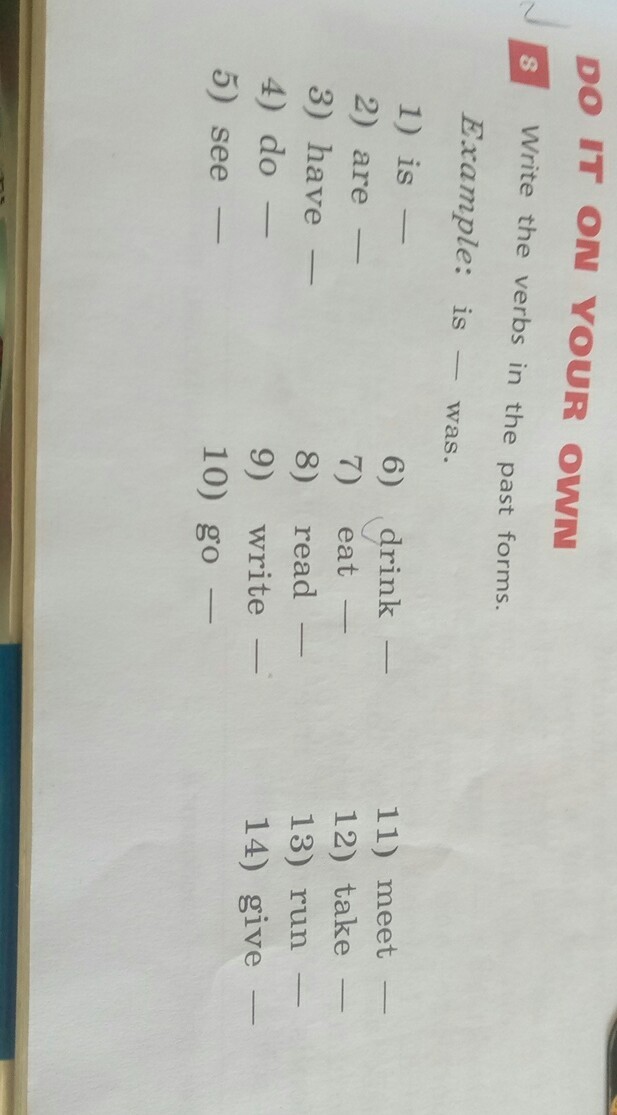 DO IT ON YOUR OWN
8 Write the verbs in the past forms.
Example: is — was.
1) is —
2) are —
3) have —
4) do —
5) see —
6) drink —
7) eat —
8) read —
9) write —
10) go —
11) meet —
12) take —
13) run —
14) give —